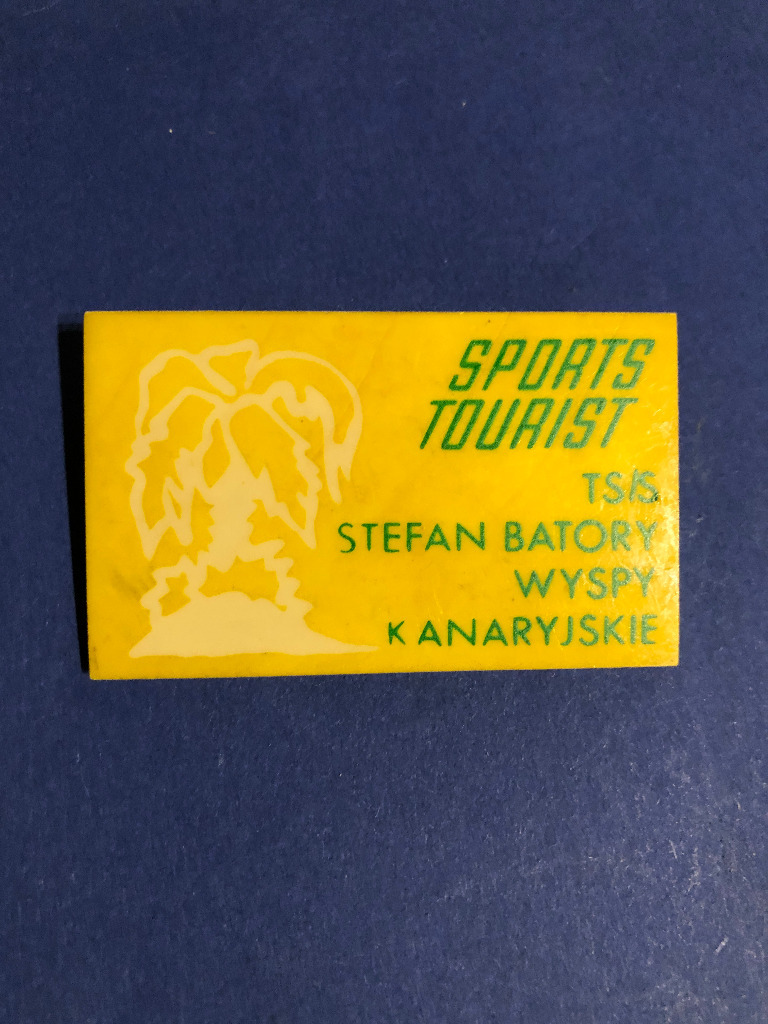 SPORTS
TOURIST
TS/S
STEFAN BATORY
WYSPY
KANARYJSKIE